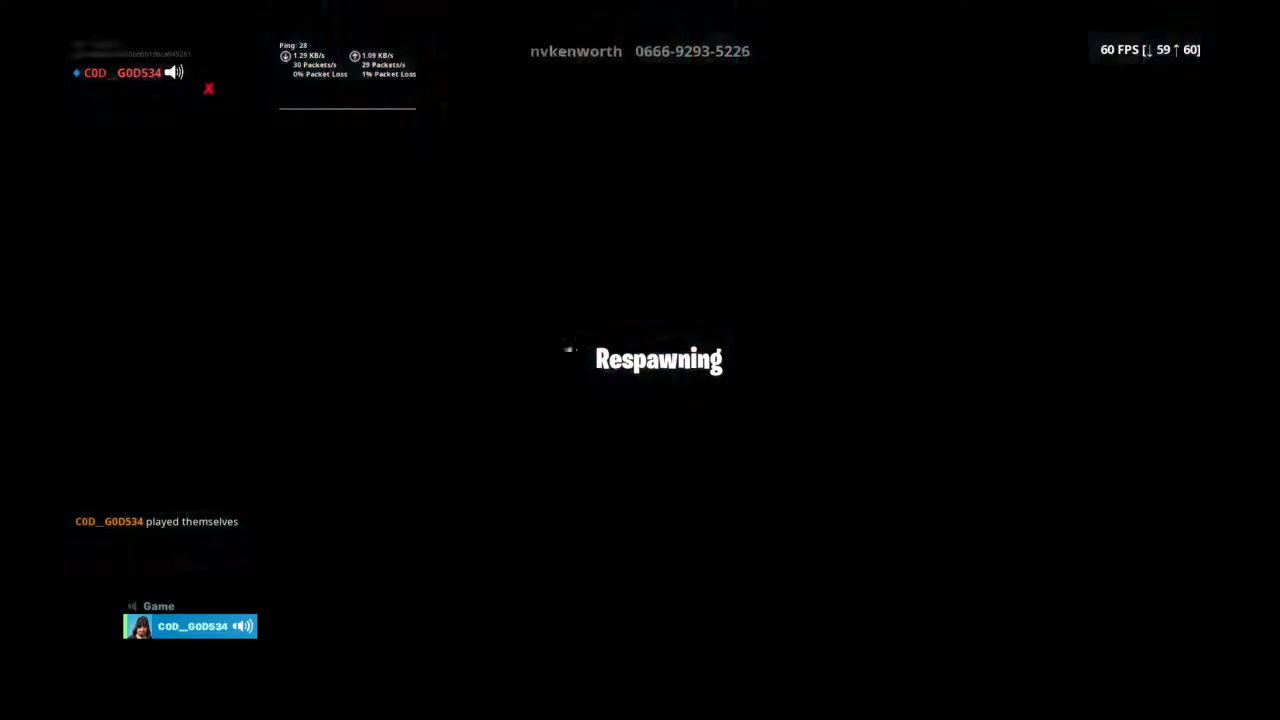 C0D__G0D534
X
Ping: 28
1.29 KB/s 1.09 KB/s
30 Packets/s 29 Packets/s
0% Packet Loss 1% Packet Loss
nvkenworth 0666-9293-5226
60 FPS [↓ 59 ↑ 60]
Respawning
C0D__G0D534 played themselves
Game
C0D__G0D534